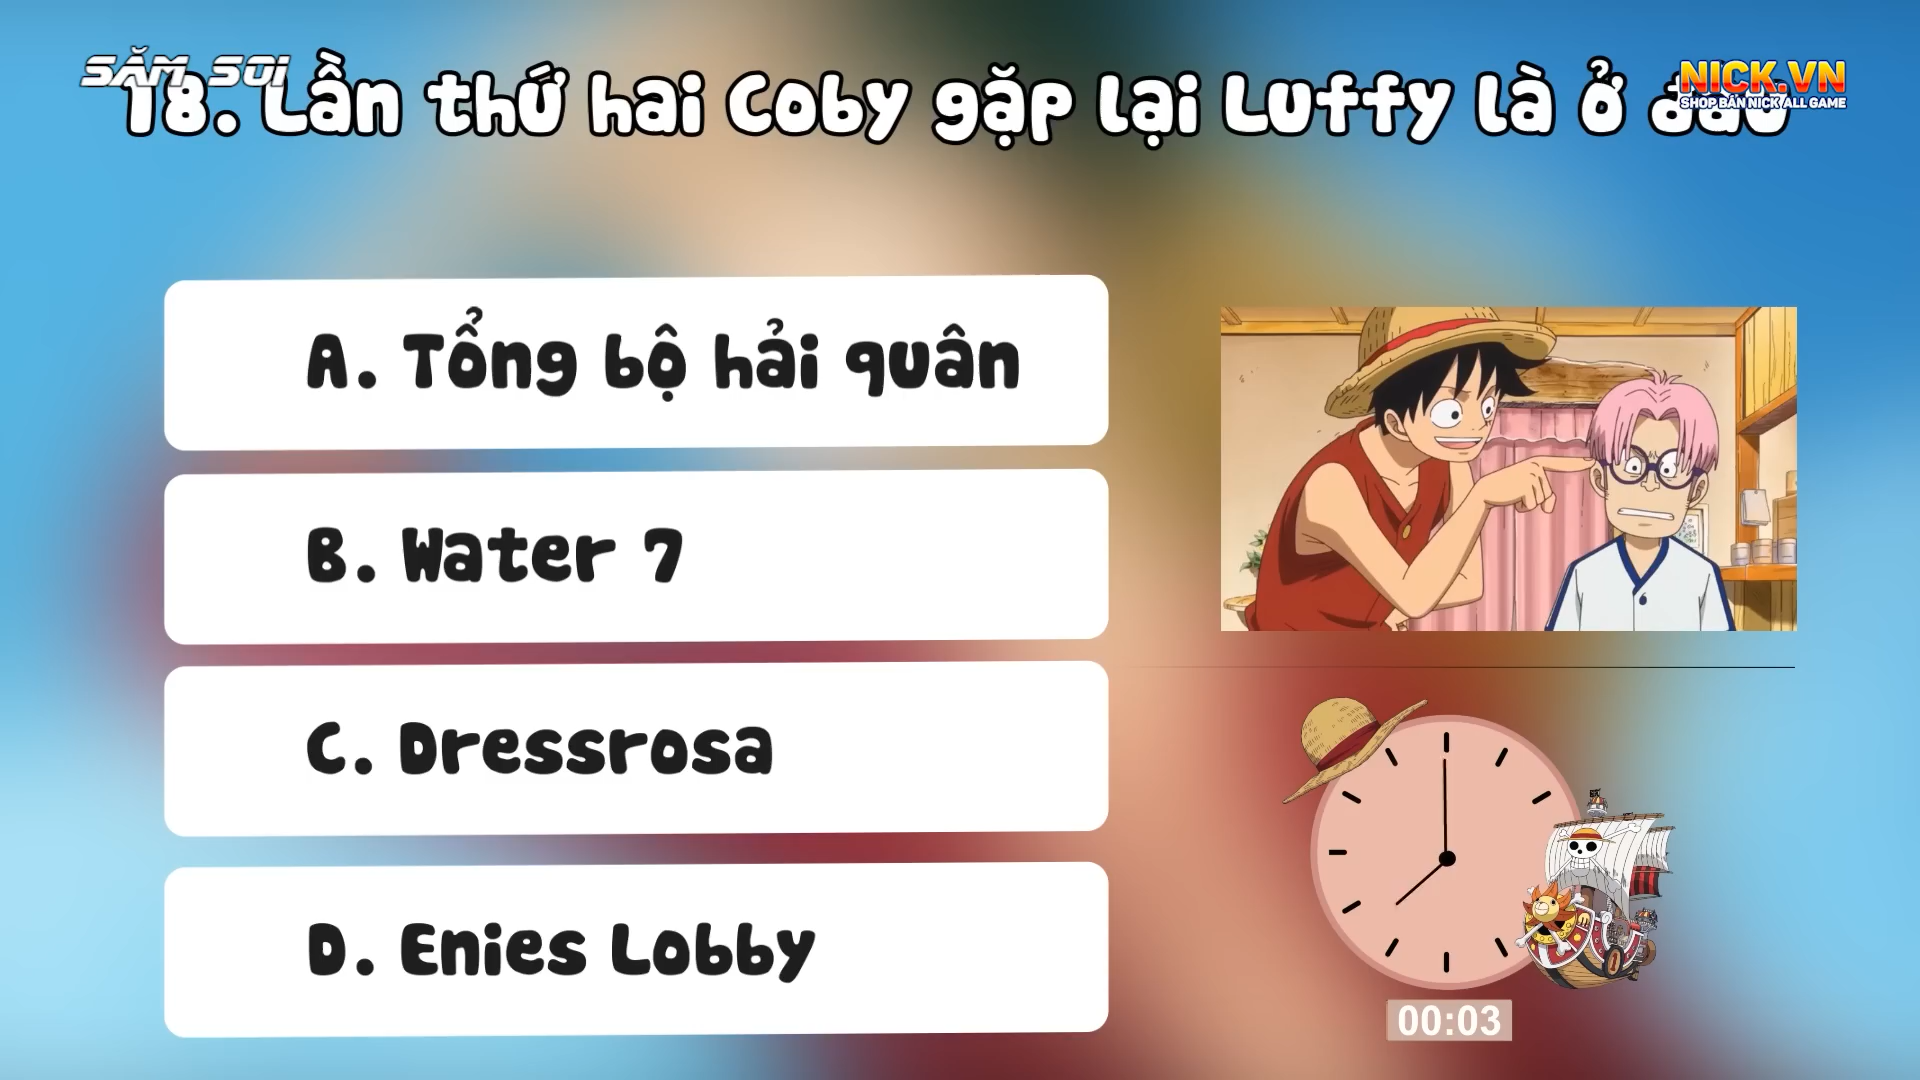 SĂM SOI
NICK.VN
SHOP BÁN NICK ALL GAME
18. Lần thứ hai Coby gặp lại Luffy là ở đâu
A. Tổng bộ hải quân
B. Water 7
C. Dressrosa
D. Enies Lobby
00:03